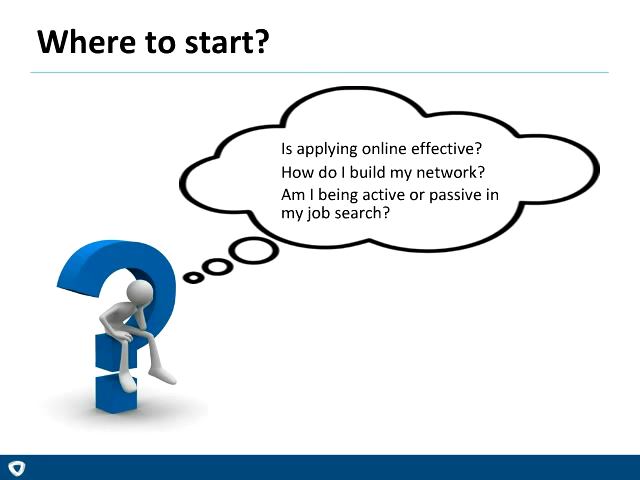 Where to start?
Is applying online effective?
How do I build my network?
Am I being active or passive in
my job search?